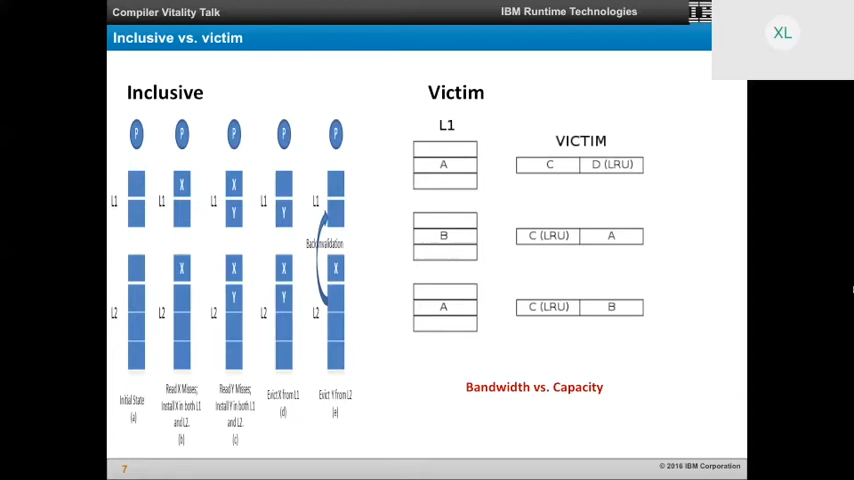 Compiler Vitality Talk
IBM Runtime Technologies
IBM
XL
Inclusive vs. victim
Inclusive
Victim
P P P P P
L1
VICTIM
A
C D (LRU)
X X
L1 L1 L1 L1 L1
Y Y
B
C (LRU) A
Back Invalidation
X X X X
Y Y
L2 L2 L2 L2 L2
A
C (LRU) B
Bandwidth vs. Capacity
Initial State
(a)
Read X Misses;
Install X in both L1
and L2.
(b)
Read Y Misses;
Install Y in both L1
and L2.
(c)
Evict X from L1
(d)
Evict Y from L2
(e)
7
© 2016 IBM Corporation